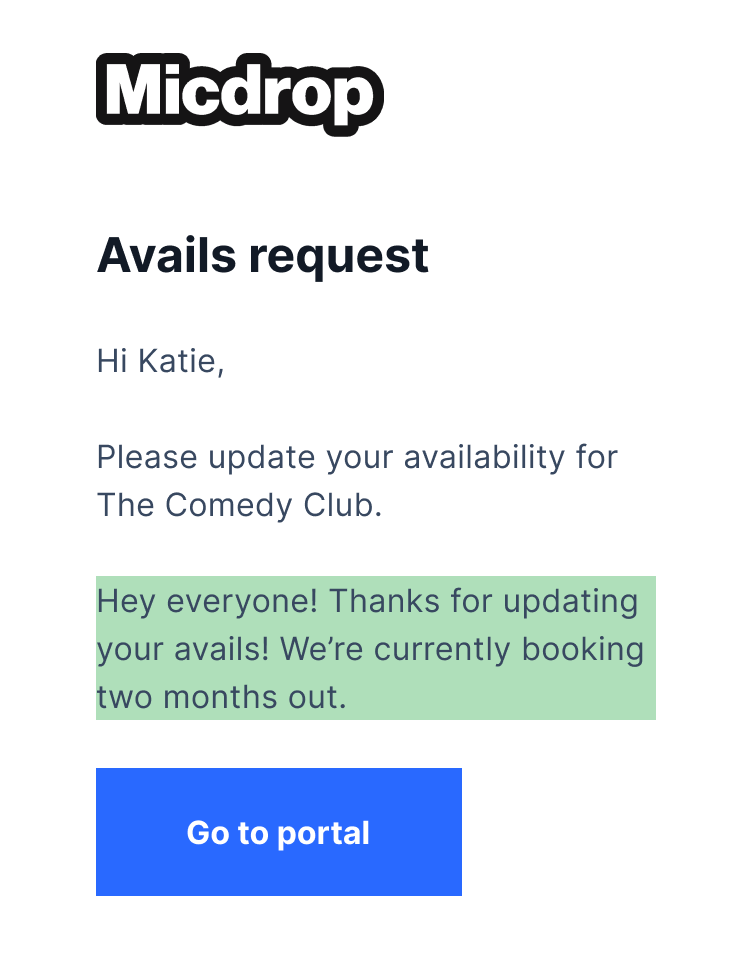 Micdrop
Avails request
Hi Katie,
Please update your availability for
The Comedy Club.
Hey everyone! Thanks for updating
your avails! We’re currently booking
two months out.
Go to portal